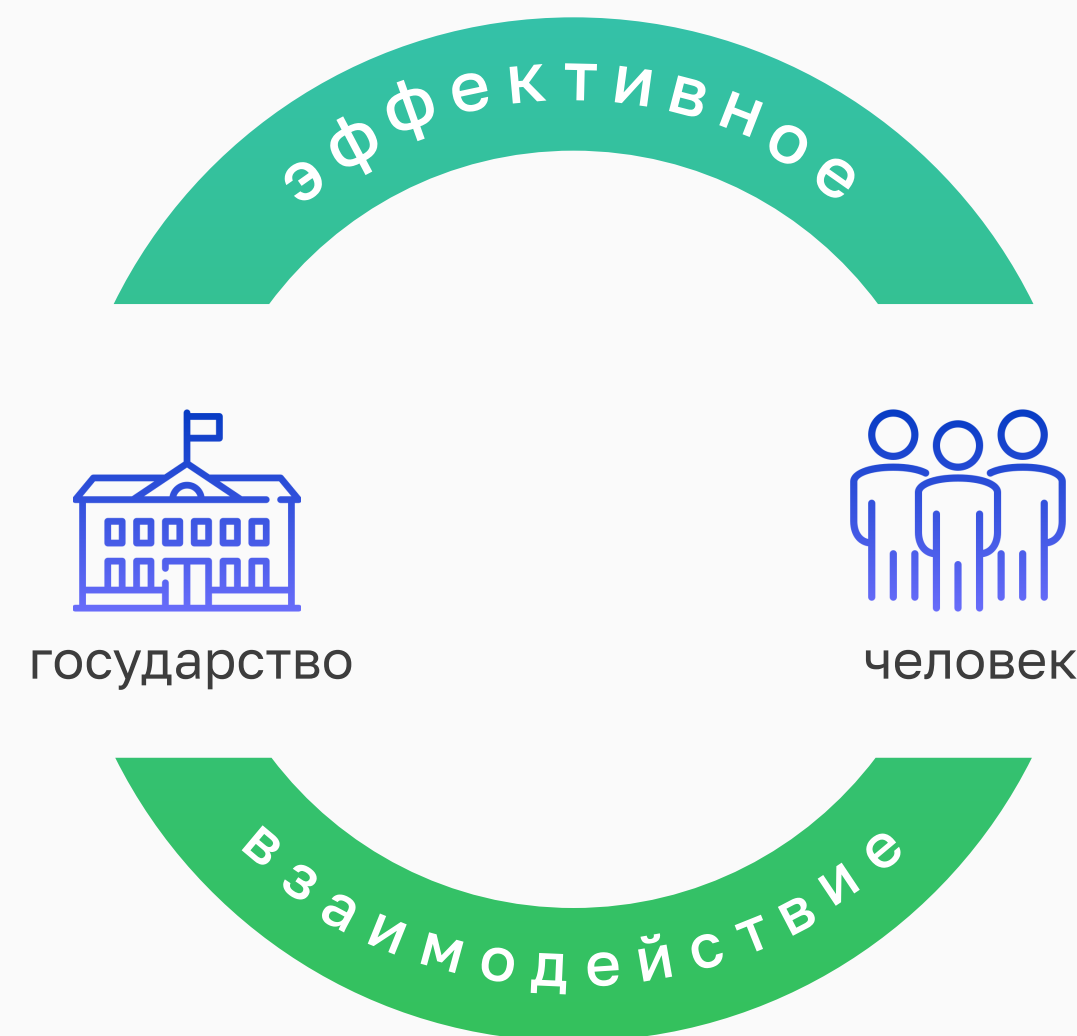 эффективное
государство
человек
взаимодействие